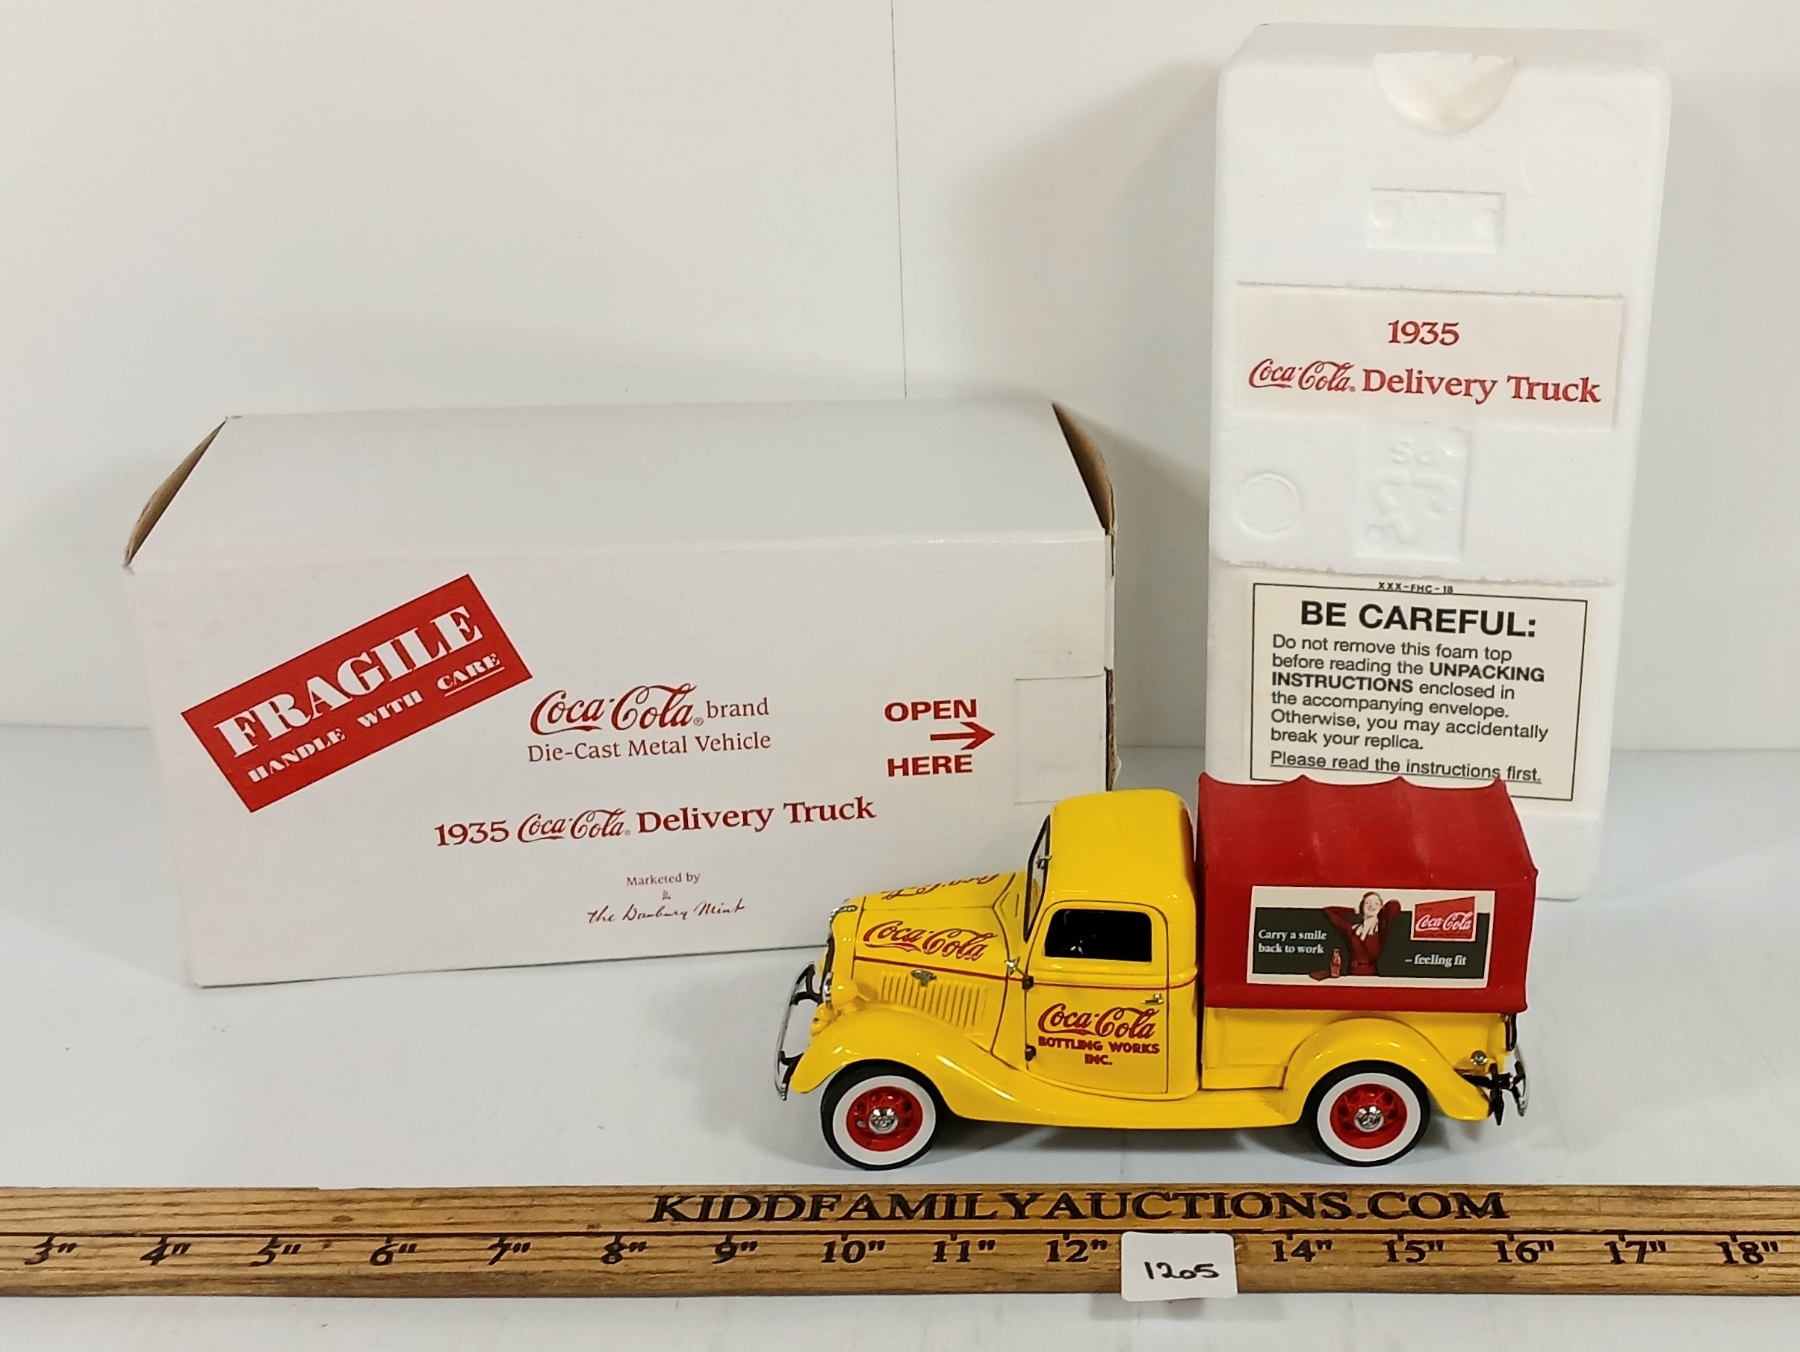 FRAGILE
HANDLE WITH CARE
Coca-Cola® brand
Die-Cast Metal Vehicle
OPEN
HERE
1935 Coca-Cola® Delivery Truck
Marketed by
The Danbury Mint
1935
Coca-Cola® Delivery Truck
XXX-FHC-18
BE CAREFUL:
Do not remove this foam top
before reading the UNPACKING
INSTRUCTIONS enclosed in
the accompanying envelope.
Otherwise, you may accidentally
break your replica.
Please read the instructions first.
Coca-Cola
Coca-Cola
BOTTLING WORKS
INC.
Carry a smile
back to work
Coca-Cola
– feeling fit
KIDDFAMILYAUCTIONS.COM
3" 4" 5" 6" 7" 8" 9" 10" 11" 12" 14" 15" 16" 17" 18"
1205